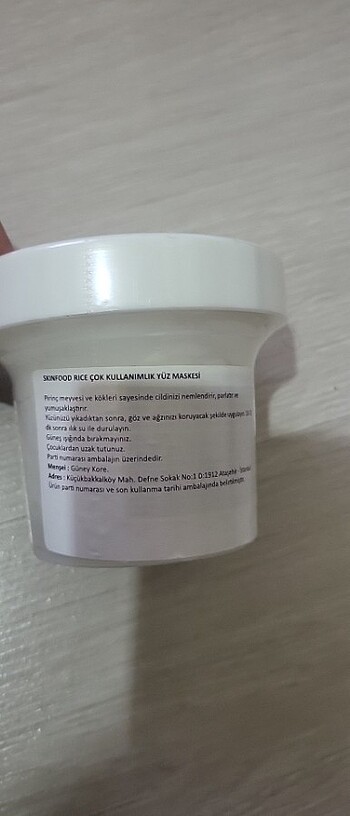 SKINFOOD RICE ÇOK KULLANIMLIK YÜZ MASKESİ
Pirinç meyvesi ve kökleri sayesinde cildinizi nemlendirir, parlatır ve
yumuşaklaştırır.
Yüzünüzü yıkadıktan sonra, göz ve ağzınızı koruyacak şekilde uygulayın.
dk sonra ılık su ile durulayın.
Güneş ışığında bırakmayınız.
Çocuklardan uzak tutunuz.
Parti numarası ambalajın üzerindedir.
Menşei : Güney Kore.
Adres : Küçükbakkalköy Mah. Defne Sokak No:1 D:1912 Ataşehir - İstanbul
Ürün parti numarası ve son kullanma tarihi ambalajında belirtilmiştir.